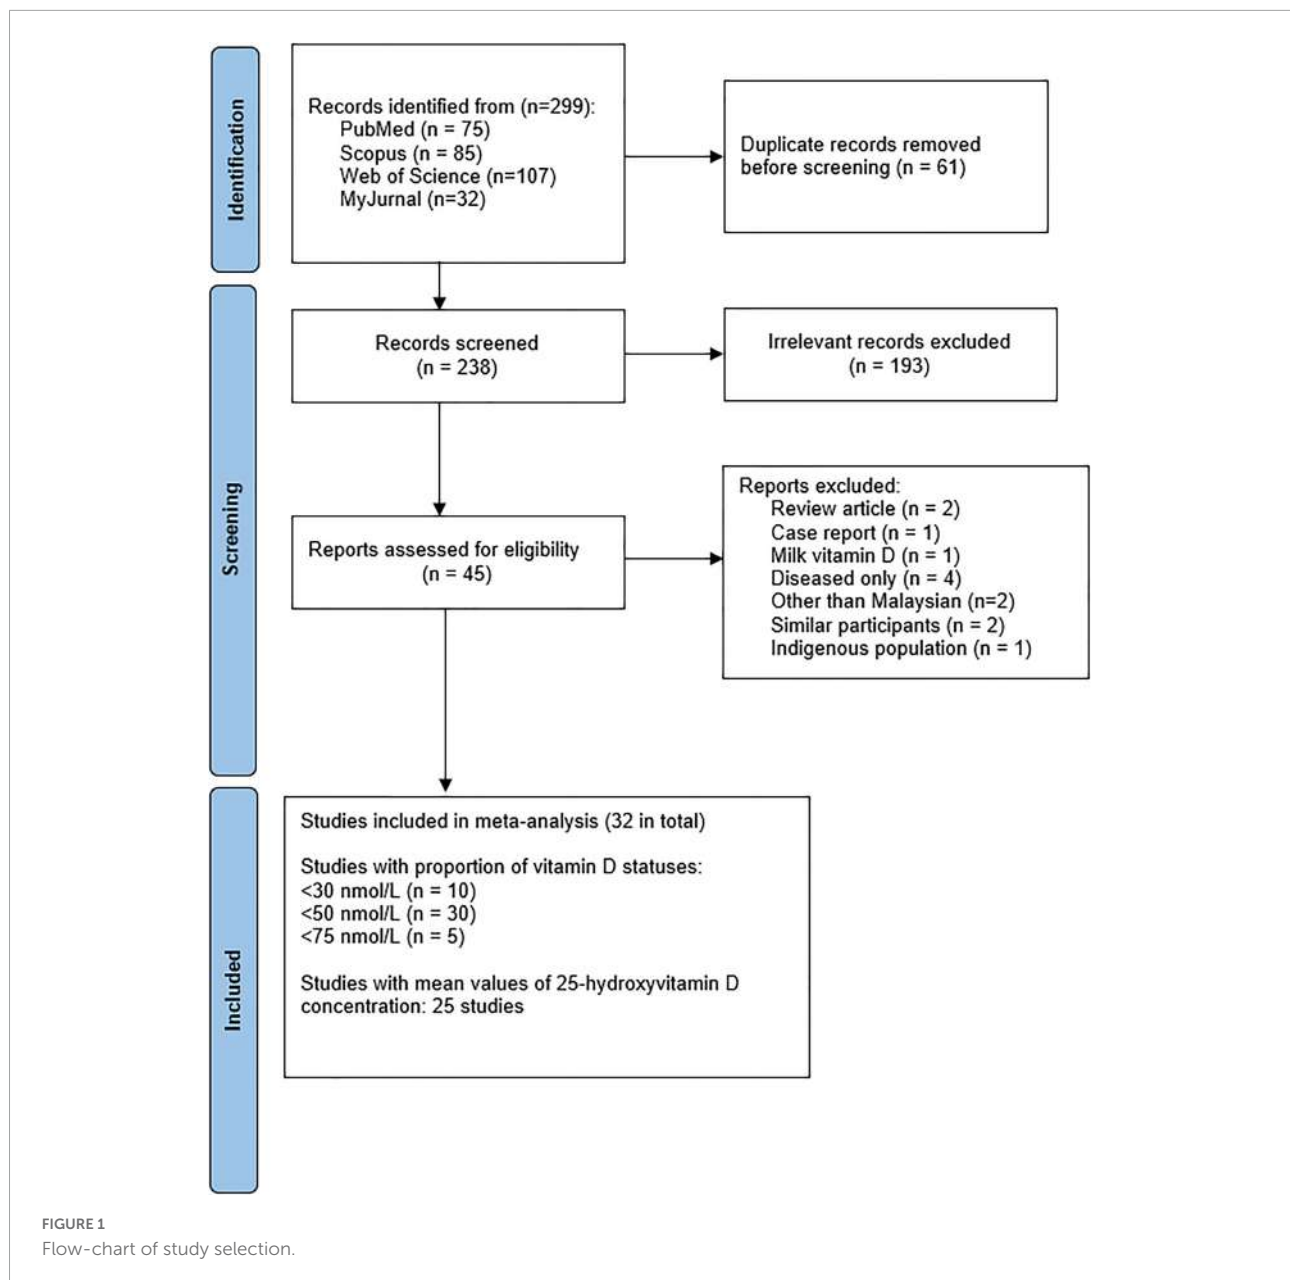 Identification
Records identified from (n=299):
PubMed (n = 75)
Scopus (n = 85)
Web of Science (n=107)
MyJurnal (n=32)
Duplicate records removed
before screening (n = 61)
Screening
Records screened
(n = 238)
Irrelevant records excluded
(n = 193)
Reports assessed for eligibility
(n = 45)
Reports excluded:
Review article (n = 2)
Case report (n = 1)
Milk vitamin D (n = 1)
Diseased only (n = 4)
Other than Malaysian (n=2)
Similar participants (n = 2)
Indigenous population (n = 1)
Included
Studies included in meta-analysis (32 in total)
Studies with proportion of vitamin D statuses:
<30 nmol/L (n = 10)
<50 nmol/L (n = 30)
<75 nmol/L (n = 5)
Studies with mean values of 25-hydroxyvitamin D
concentration: 25 studies
FIGURE 1
Flow-chart of study selection.